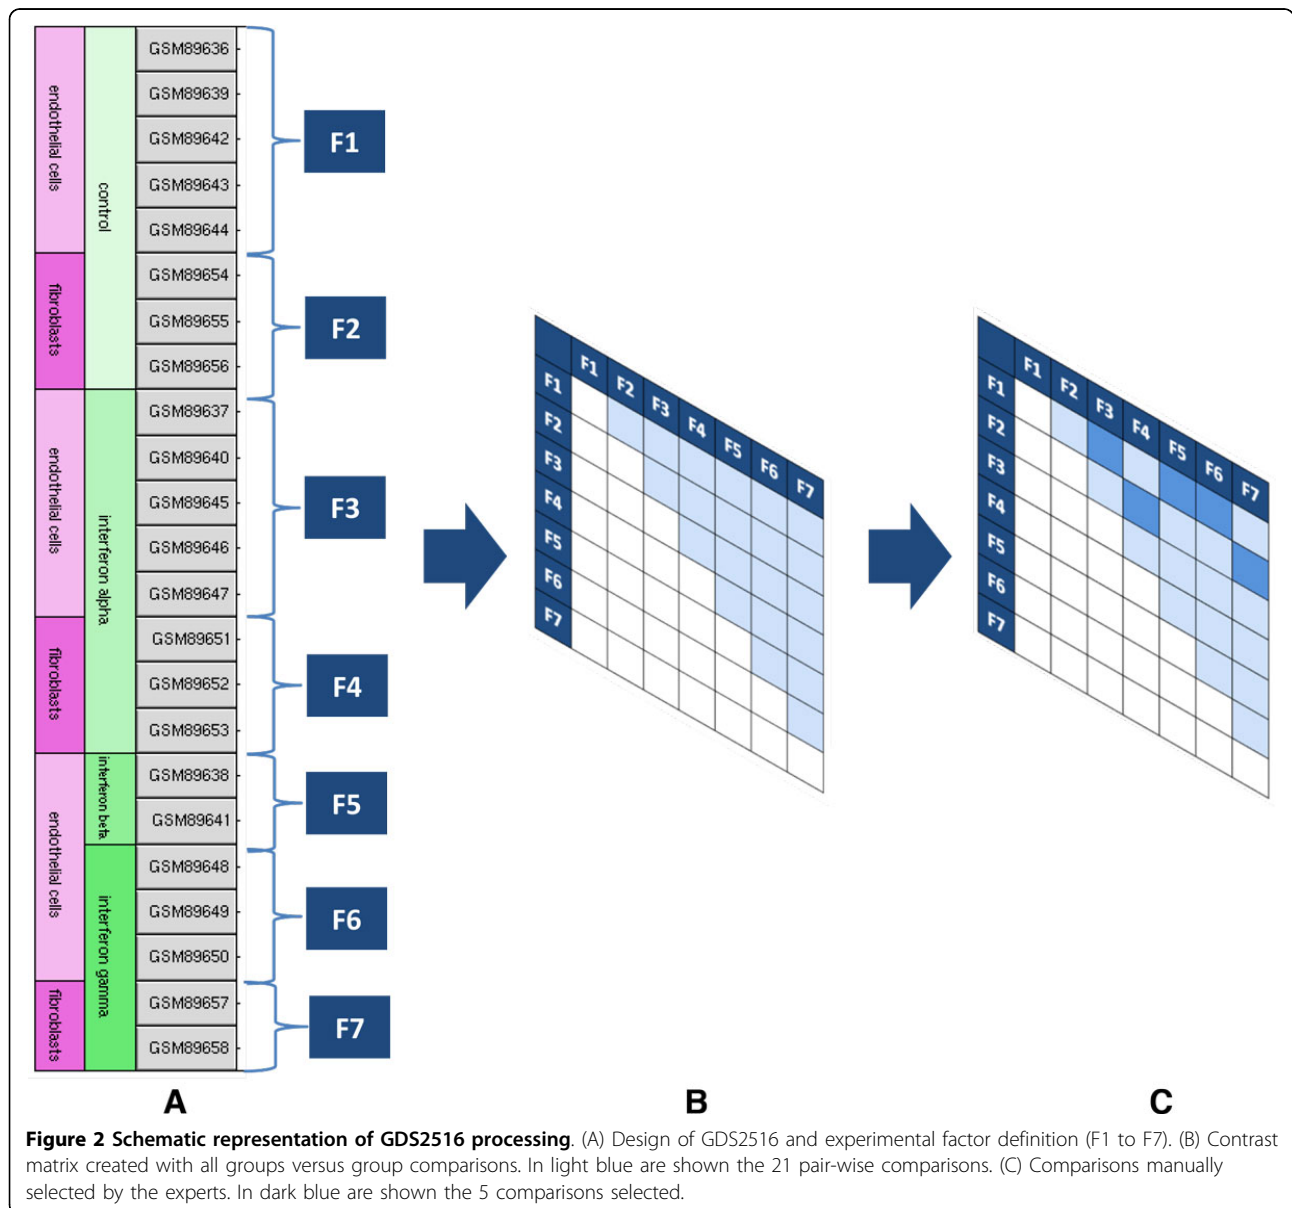 endothelial cells
fibroblasts
endothelial cells
fibroblasts
endothelial cells
fibroblasts
control
interferon alpha
interferon beta
interferon gamma
GSM89636
GSM89639
GSM89642
GSM89643
GSM89644
GSM89654
GSM89655
GSM89656
GSM89637
GSM89640
GSM89645
GSM89646
GSM89647
GSM89651
GSM89652
GSM89653
GSM89638
GSM89641
GSM89648
GSM89649
GSM89650
GSM89657
GSM89658
F1
F2
F3
F4
F5
F6
F7
F1 F2 F3 F4 F5 F6 F7
F1
F2
F3
F4
F5
F6
F7
F1 F2 F3 F4 F5 F6 F7
F1
F2
F3
F4
F5
F6
F7
A
B
C
Figure 2 Schematic representation of GDS2516 processing. (A) Design of GDS2516 and experimental factor definition (F1 to F7). (B) Contrast
matrix created with all groups versus group comparisons. In light blue are shown the 21 pair-wise comparisons. (C) Comparisons manually
selected by the experts. In dark blue are shown the 5 comparisons selected.